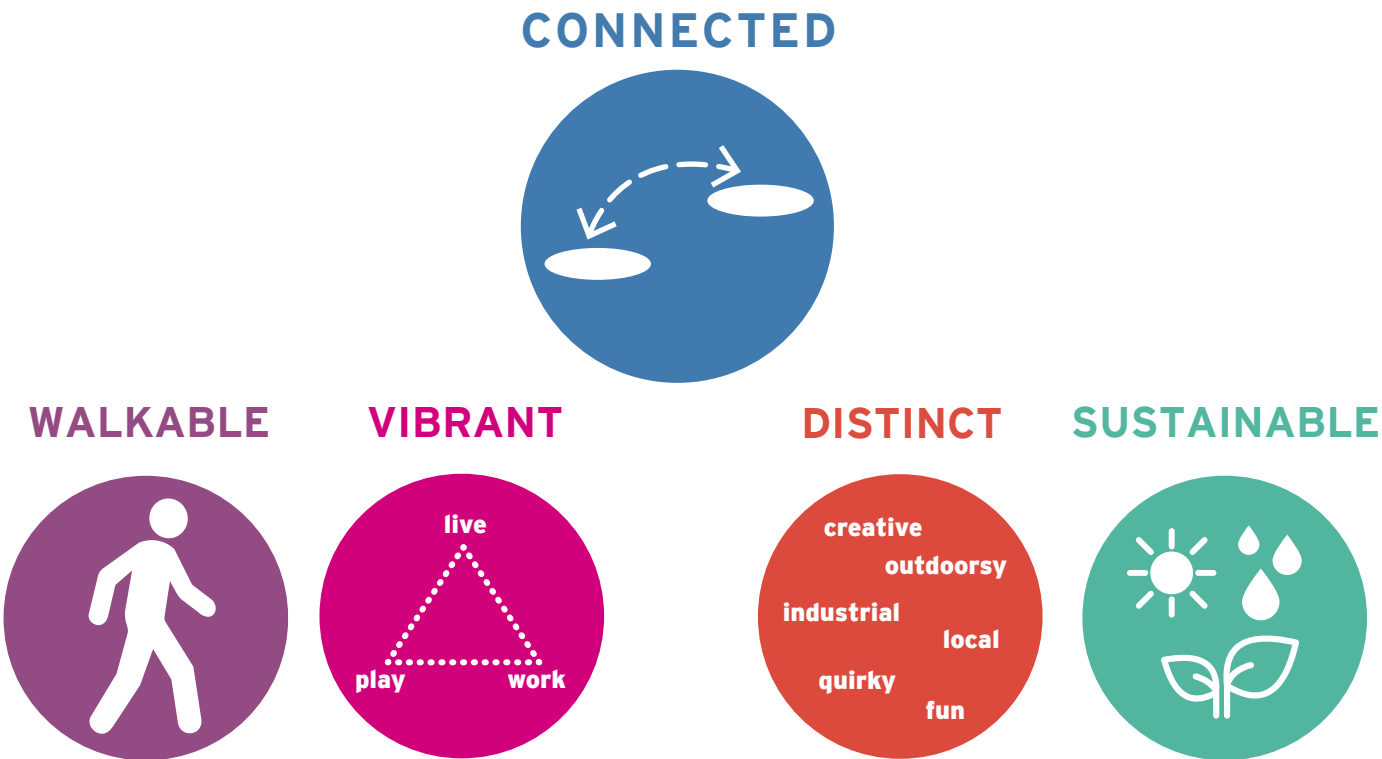 CONNECTED
WALKABLE
VIBRANT
DISTINCT
SUSTAINABLE
live
play
work
creative
outdoorsy
industrial
local
quirky
fun